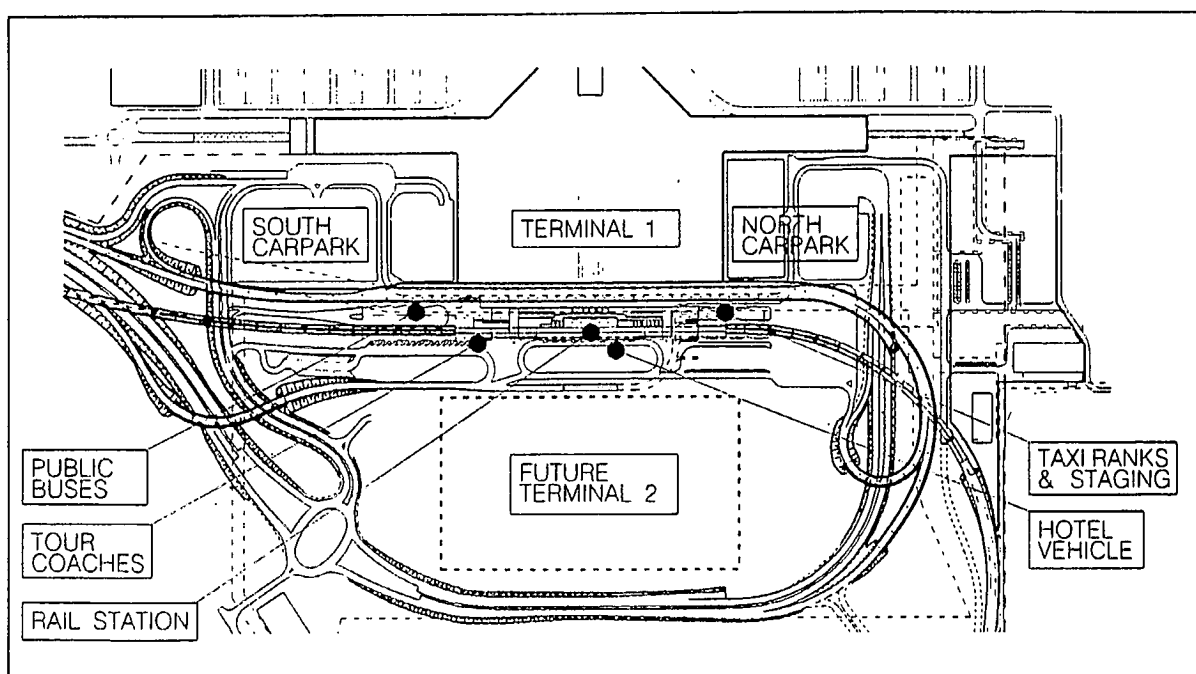 SOUTH
CARPARK
TERMINAL 1
NORTH
CARPARK
PUBLIC
BUSES
FUTURE
TERMINAL 2
TAXI RANKS
& STAGING
TOUR
COACHES
HOTEL
VEHICLE
RAIL STATION